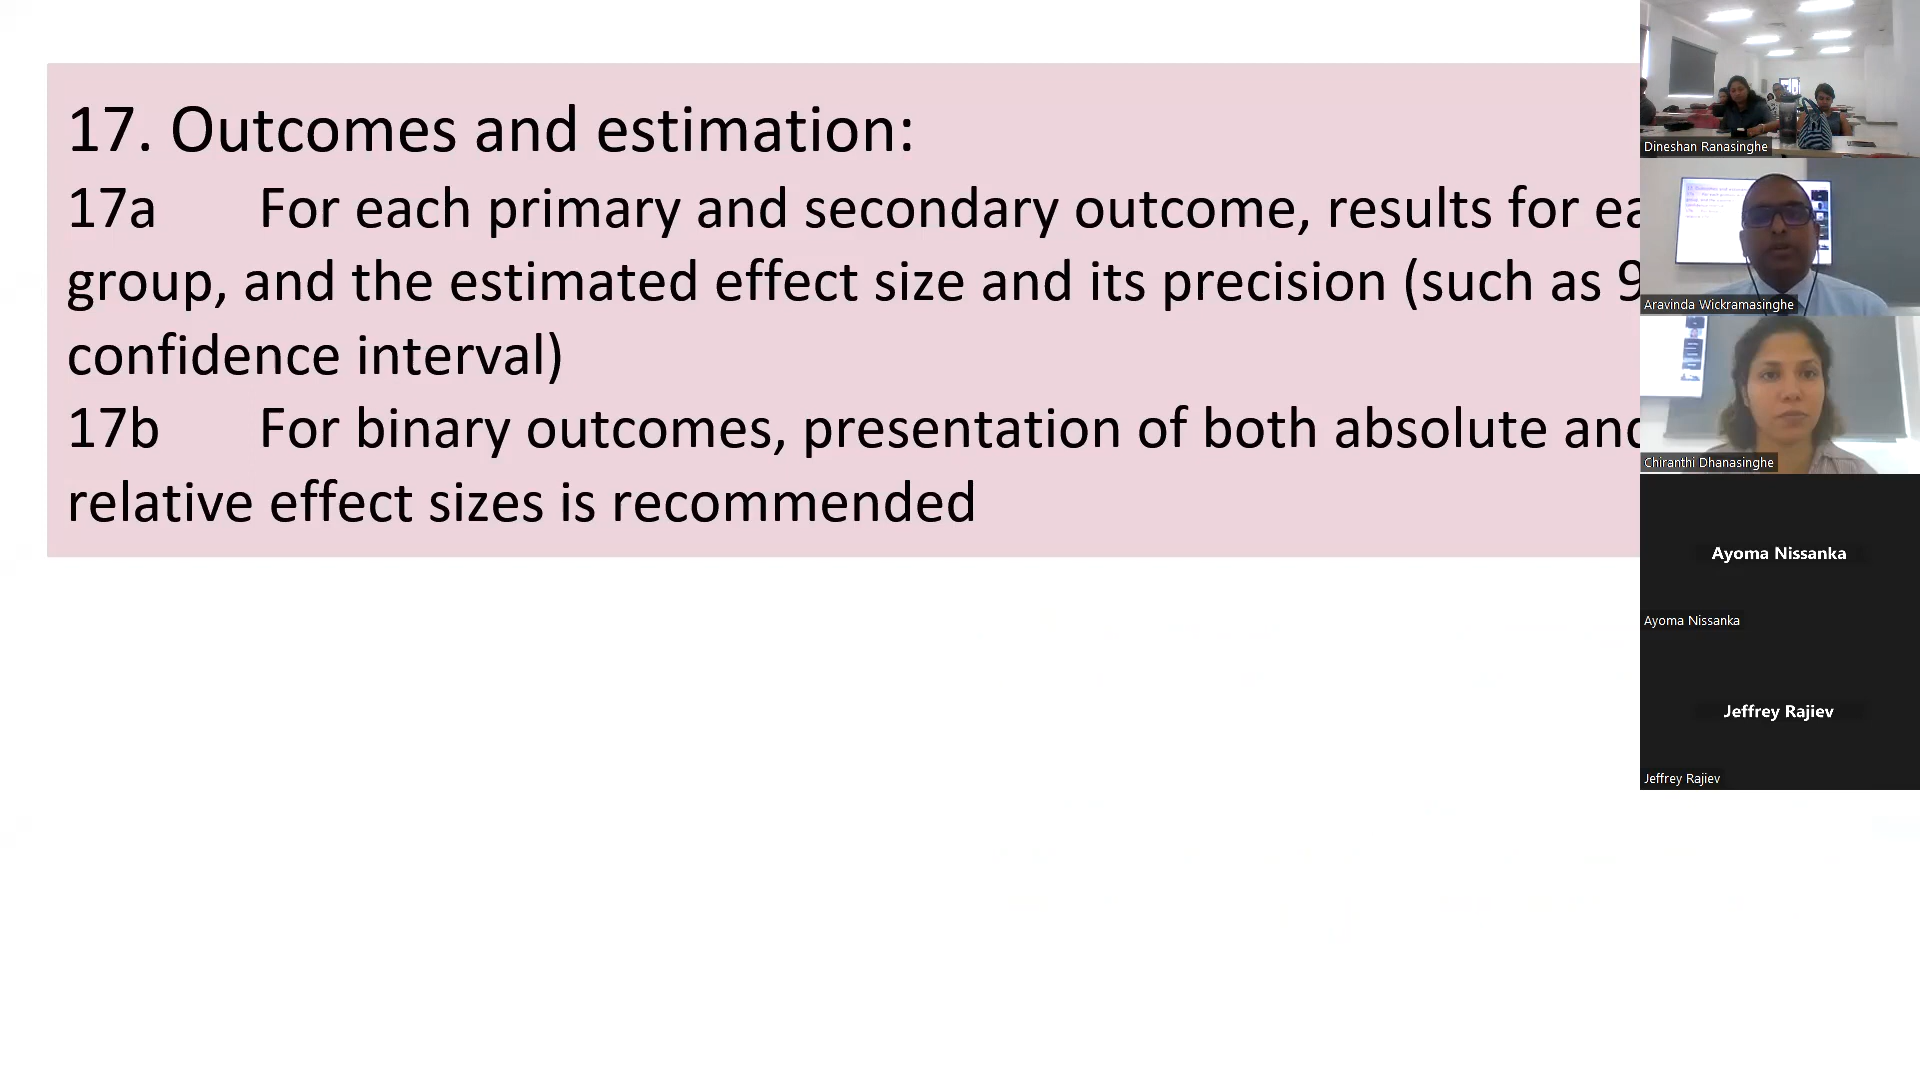 17. Outcomes and estimation:
17a For each primary and secondary outcome, results for ea
group, and the estimated effect size and its precision (such as 9
confidence interval)
17b For binary outcomes, presentation of both absolute and
relative effect sizes is recommended
Dineshan Ranasinghe
Aravinda Wickramasinghe
Chiranthi Dhanasinghe
Ayoma Nissanka
Ayoma Nissanka
Jeffrey Rajiev
Jeffrey Rajiev